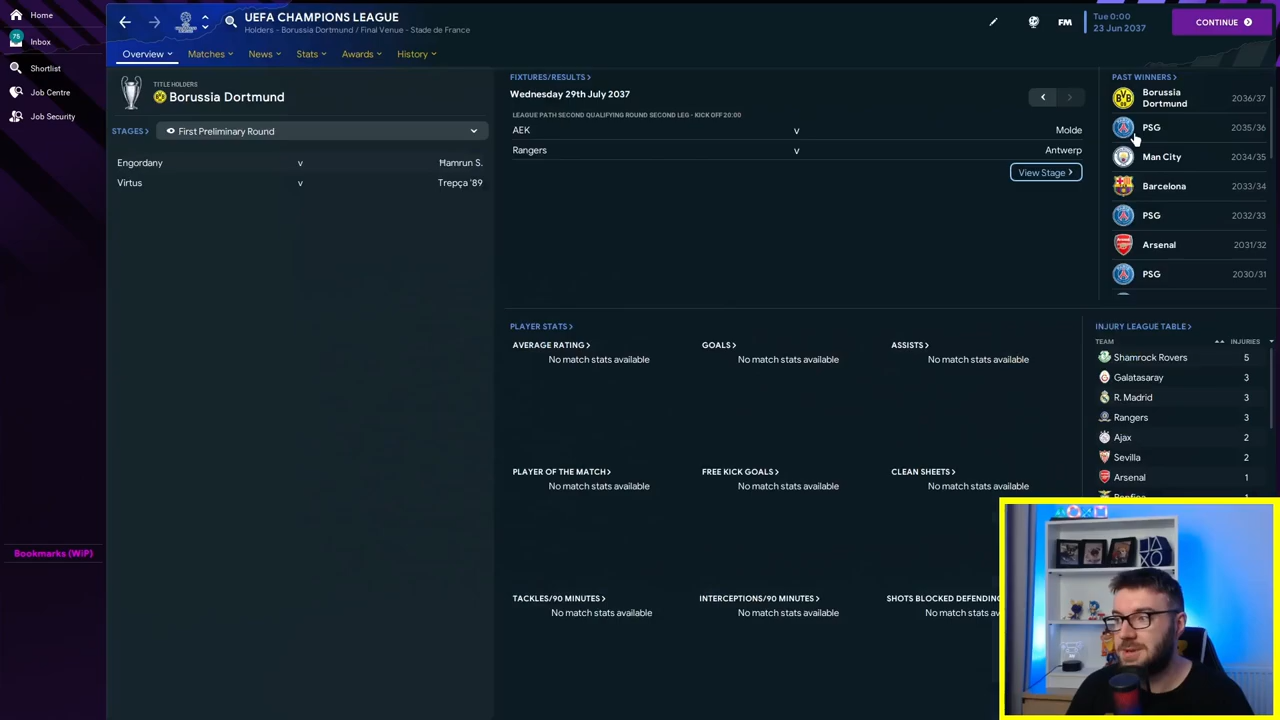 Home
75
Inbox
Shortlist
Job Centre
Job Security
Bookmarks (WiP)
UEFA CHAMPIONS LEAGUE
Holders - Borussia Dortmund / Final Venue - Stade de France
FM
Tue 0:00
23 Jun 2037
CONTINUE
Overview
Matches
News
Stats
Awards
History
TITLE HOLDERS
Borussia Dortmund
STAGES
First Preliminary Round
Engordany v Ħamrun S.
Virtus v Trepça '89
FIXTURES/RESULTS
Wednesday 29th July 2037
LEAGUE PATH SECOND QUALIFYING ROUND SECOND LEG - KICK OFF 20:00
AEK v Molde
Rangers v Antwerp
View Stage
PAST WINNERS
Borussia Dortmund 2036/37
PSG 2035/36
Man City 2034/35
Barcelona 2033/34
PSG 2032/33
Arsenal 2031/32
PSG 2030/31
PLAYER STATS
AVERAGE RATING
No match stats available
GOALS
No match stats available
ASSISTS
No match stats available
PLAYER OF THE MATCH
No match stats available
FREE KICK GOALS
No match stats available
CLEAN SHEETS
No match stats available
TACKLES/90 MINUTES
No match stats available
INTERCEPTIONS/90 MINUTES
No match stats available
SHOTS BLOCKED DEFENDING
No match stats
INJURY LEAGUE TABLE
TEAM INJURIES
Shamrock Rovers 5
Galatasaray 3
R. Madrid 3
Rangers 3
Ajax 2
Sevilla 2
Arsenal 1